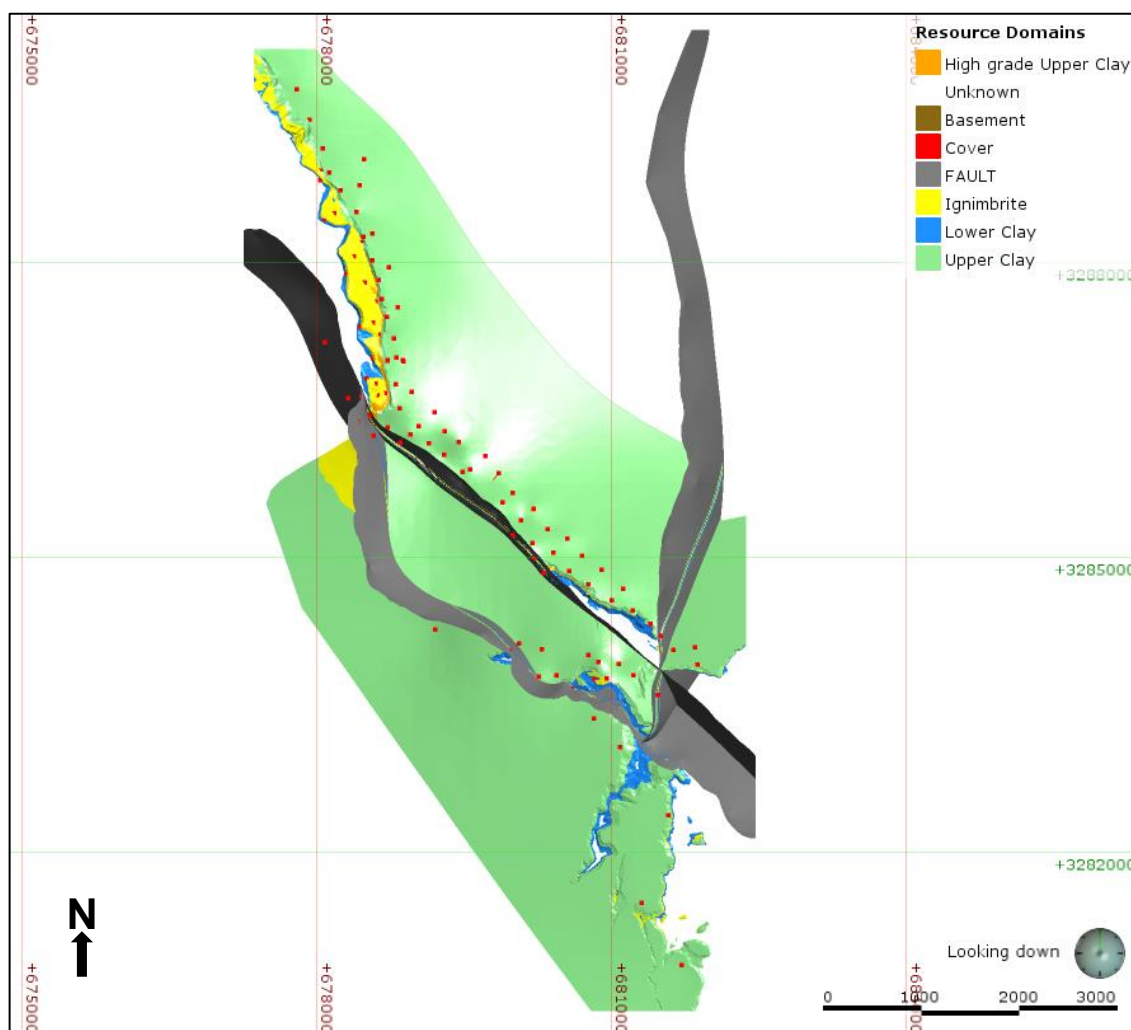 +675000
+678000
+681000
Resource Domains
High grade Upper Clay
Unknown
Basement
Cover
FAULT
Ignimbrite
Lower Clay
Upper Clay
+3288000
+3285000
+3282000
N
Looking down
+675000
+678000
+681000
0 1000 2000 3000